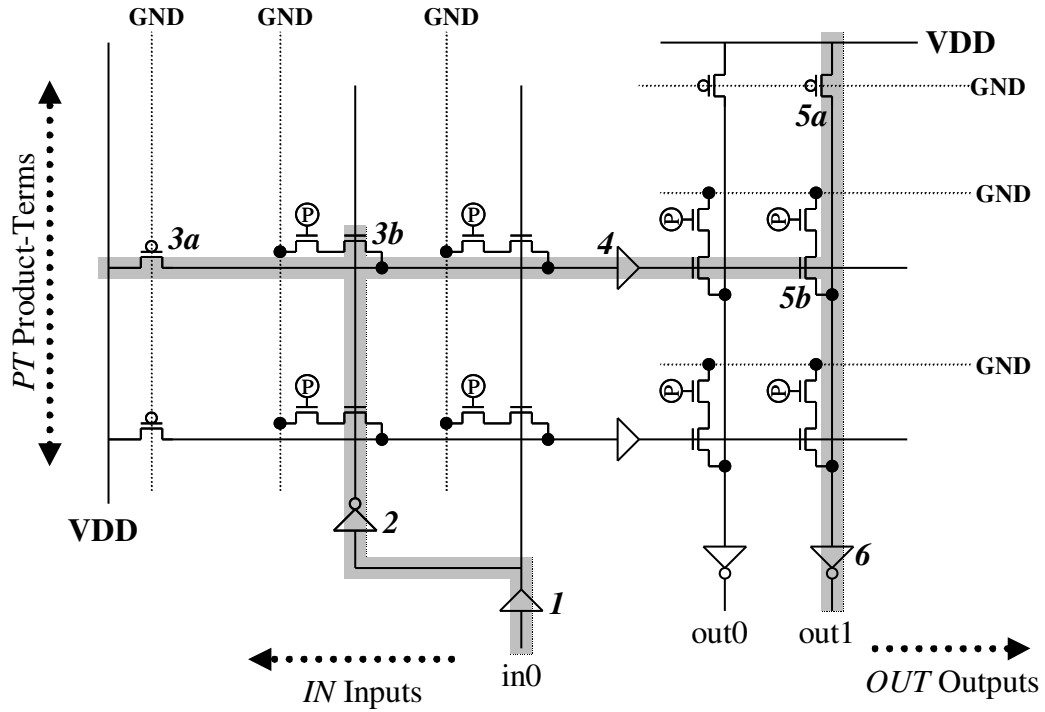 GND GND GND
VDD
5a GND
PT Product-Terms
P P P P GND
3a 3b 4
5b
P P P P GND
VDD 2 6
1
in0 out0 out1
IN Inputs OUT Outputs